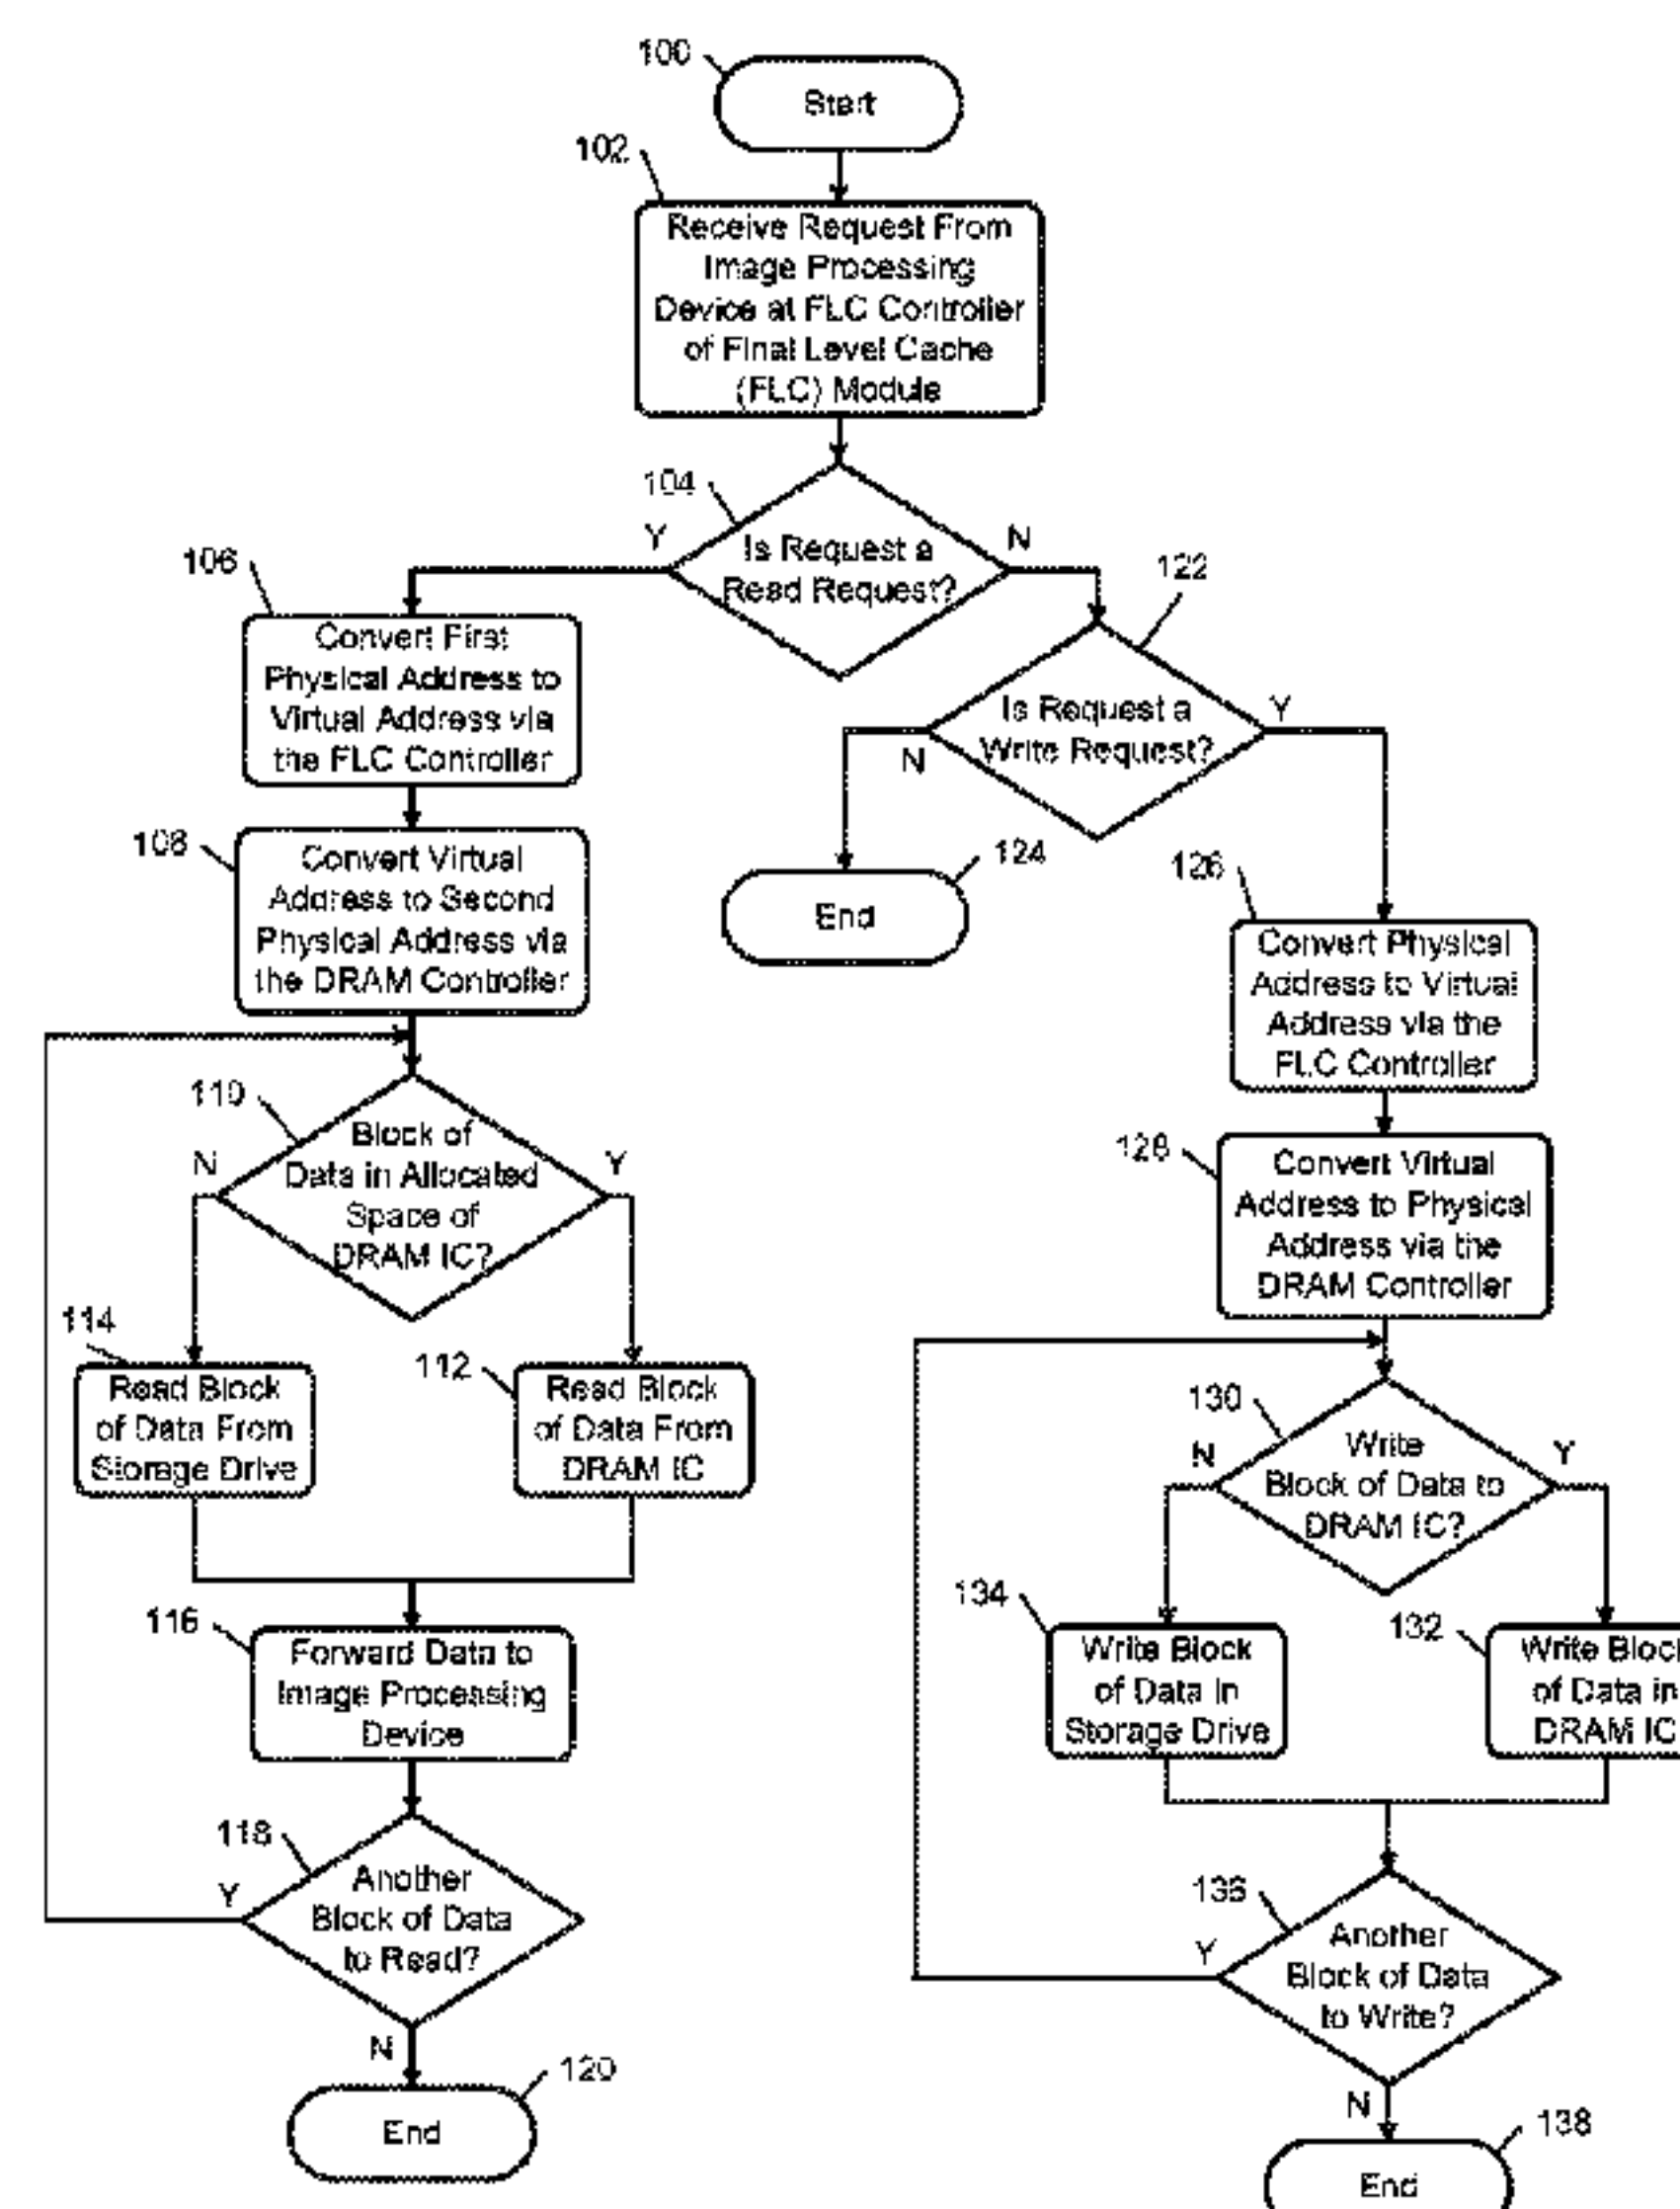 100
Start
102
Receive Request From
Image Processing
Device at FLC Controller
of Final Level Cache
(FLC) Module
104
Y
N
Is Request a
Read Request?
106
Convert First
Physical Address to
Virtual Address via
the FLC Controller
122
Is Request a
Write Request?
N
Y
108
Convert Virtual
Address to Second
Physical Address via
the DRAM Controller
124
End
126
Convert Physical
Address to Virtual
Address via the
FLC Controller
110
N
Y
Block of
Data in Allocated
Space of
DRAM IC?
128
Convert Virtual
Address to Physical
Address via the
DRAM Controller
114
Read Block
of Data From
Storage Drive
112
Read Block
of Data From
DRAM IC
130
N
Y
Write
Block of Data to
DRAM IC?
116
Forward Data to
Image Processing
Device
134
Write Block
of Data in
Storage Drive
132
Write Bloc
of Data in
DRAM IC
118
Y
Another
Block of Data
to Read?
N
136
Y
Another
Block of Data
to Write?
N
120
End
138
End